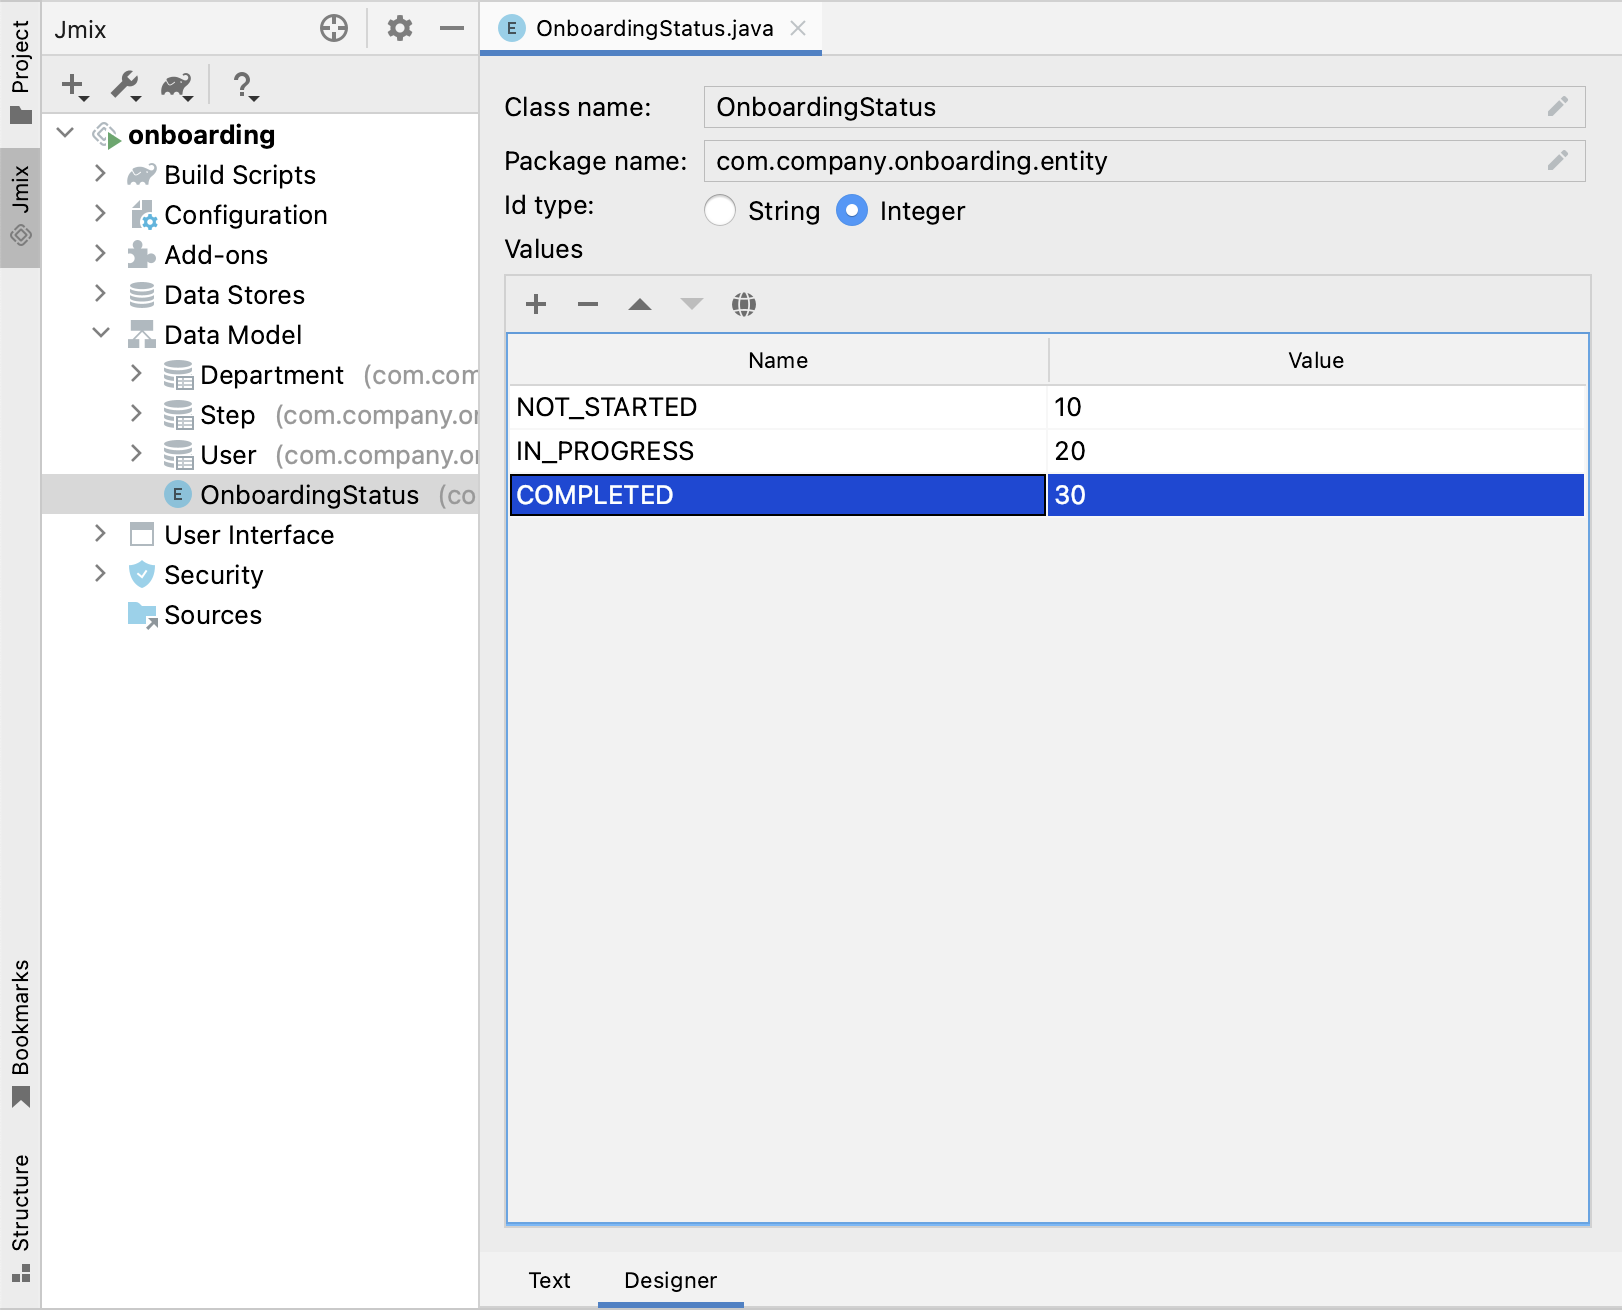 Project
Jmix
Bookmarks
Structure
Jmix
?
onboarding
Build Scripts
Configuration
Add-ons
Data Stores
Data Model
Department (com.com
Step (com.company.o
User (com.company.o
E OnboardingStatus (co
User Interface
Security
Sources
E OnboardingStatus.java
Class name: OnboardingStatus
Package name: com.company.onboarding.entity
Id type: String Integer
Values
Name Value
NOT_STARTED 10
IN_PROGRESS 20
COMPLETED 30
Text Designer